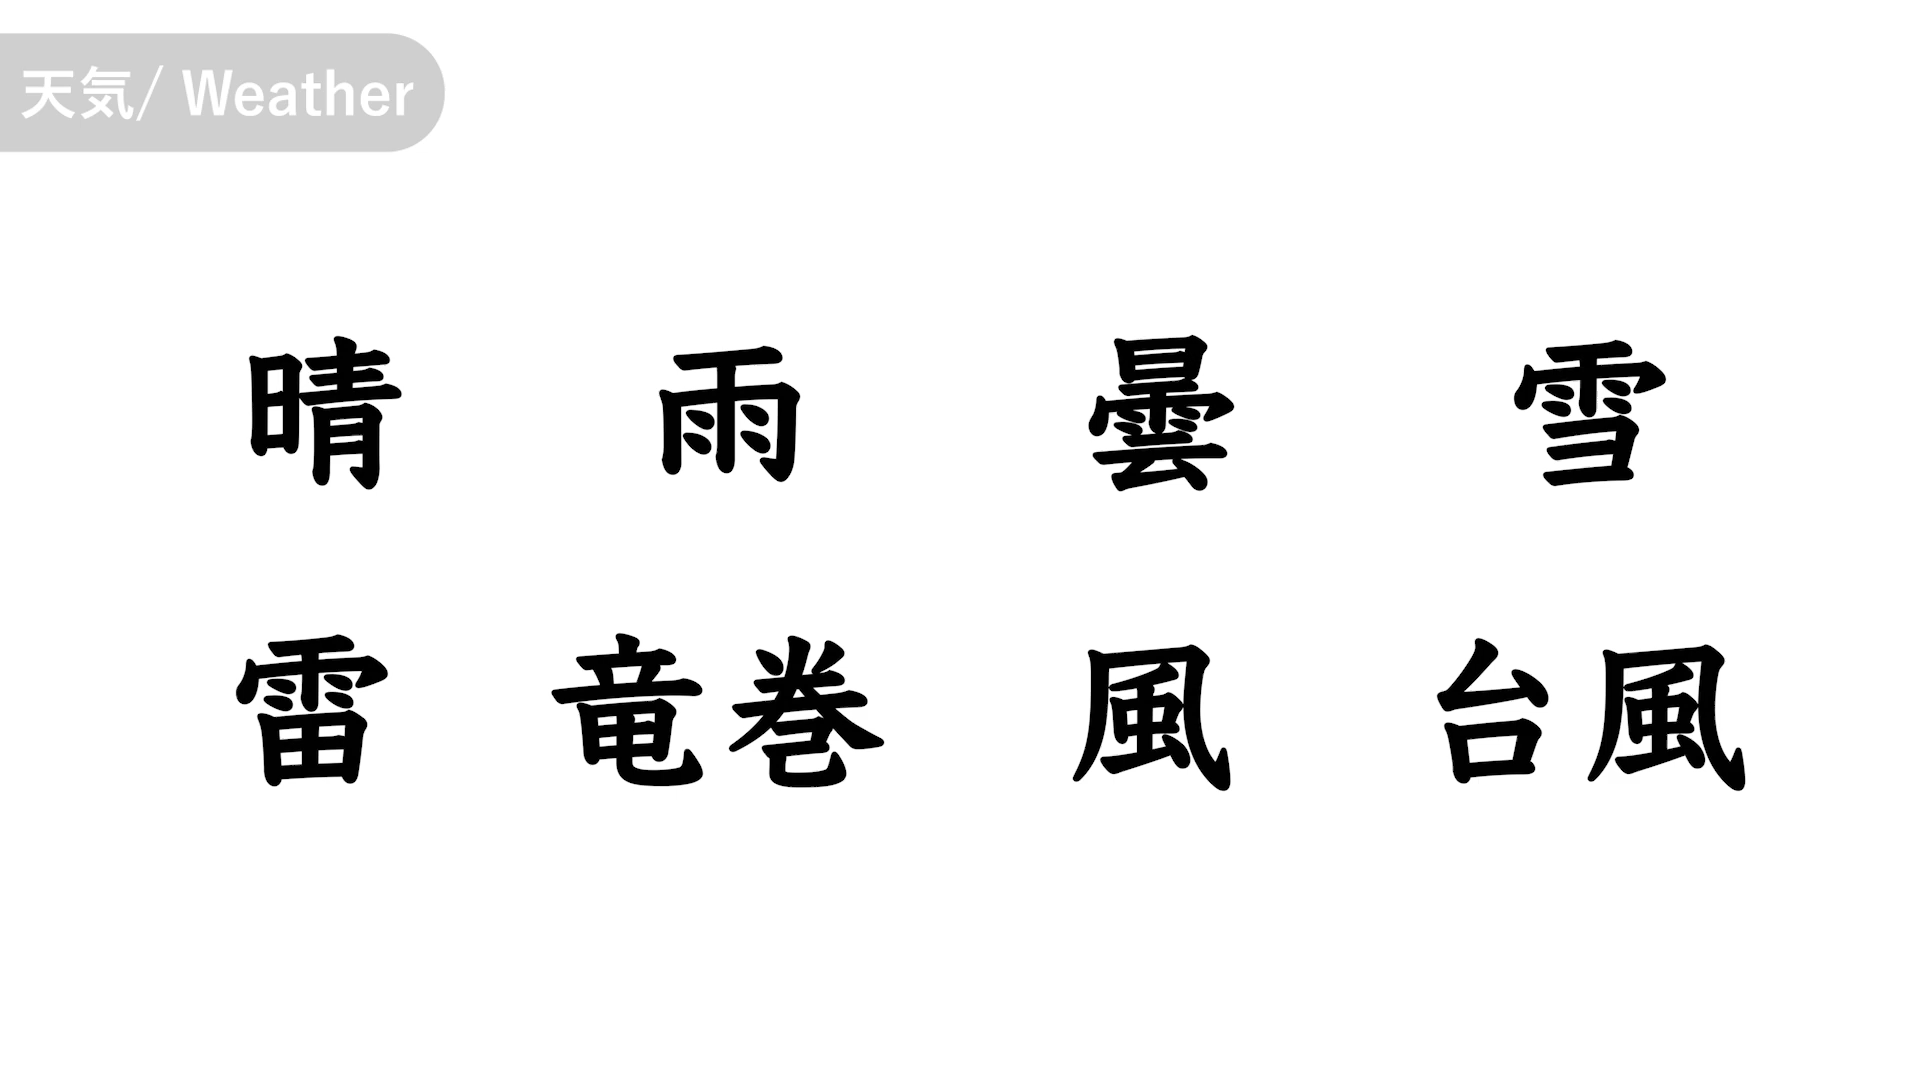 天気/ Weather
晴 雨 曇 雪
雷 竜巻 風 台風